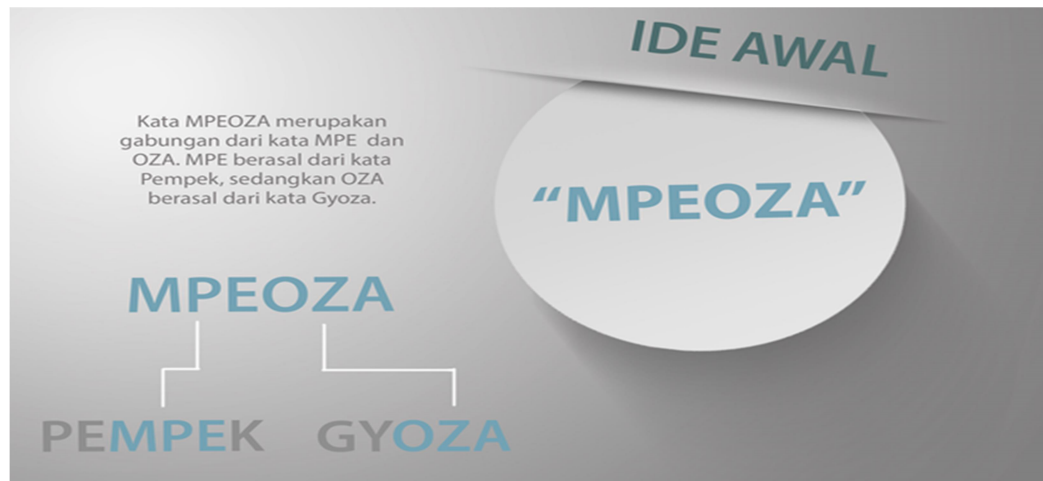 IDE AWAL
Kata MPEOZA merupakan
gabungan dari kata MPE dan
OZA. MPE berasal dari kata
Pempek, sedangkan OZA
berasal dari kata Gyoza.
“MPEOZA”
MPEOZA
PEMPEK GYOZA